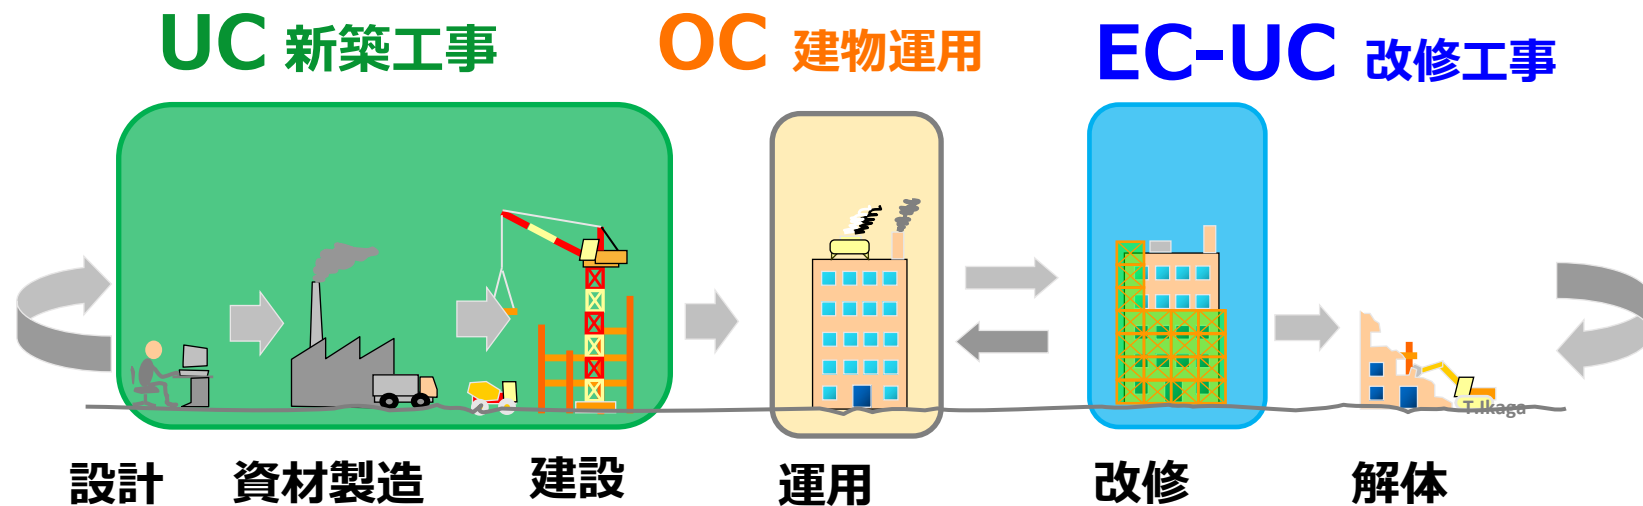 UC 新築工事
OC 建物運用
EC-UC 改修工事
T.Ikaga
設計
資材製造
建設
運用
改修
解体